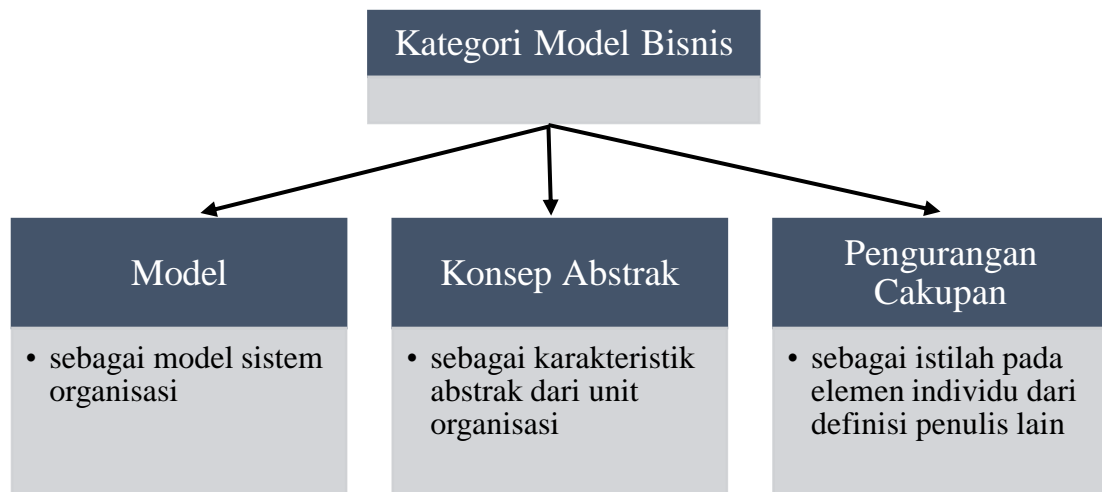 Kategori Model Bisnis
Model
• sebagai model sistem
organisasi
Konsep Abstrak
• sebagai karakteristik
abstrak dari unit
organisasi
Pengurangan
Cakupan
• sebagai istilah pada
elemen individu dari
definisi penulis lain